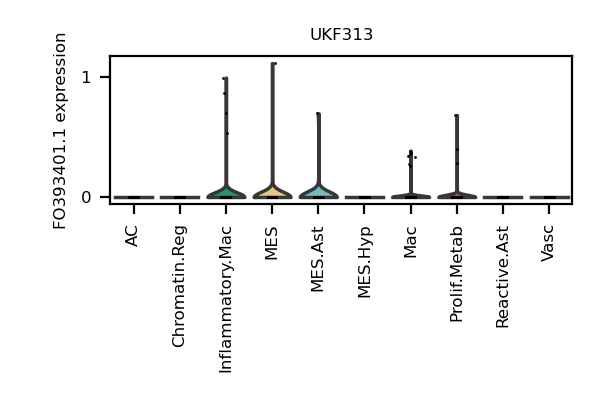 UKF313
FO393401.1 expression
1
0
AC
Chromatin.Reg
Inflammatory.Mac
MES
MES.Ast
MES.Hyp
Mac
Prolif.Metab
Reactive.Ast
Vasc